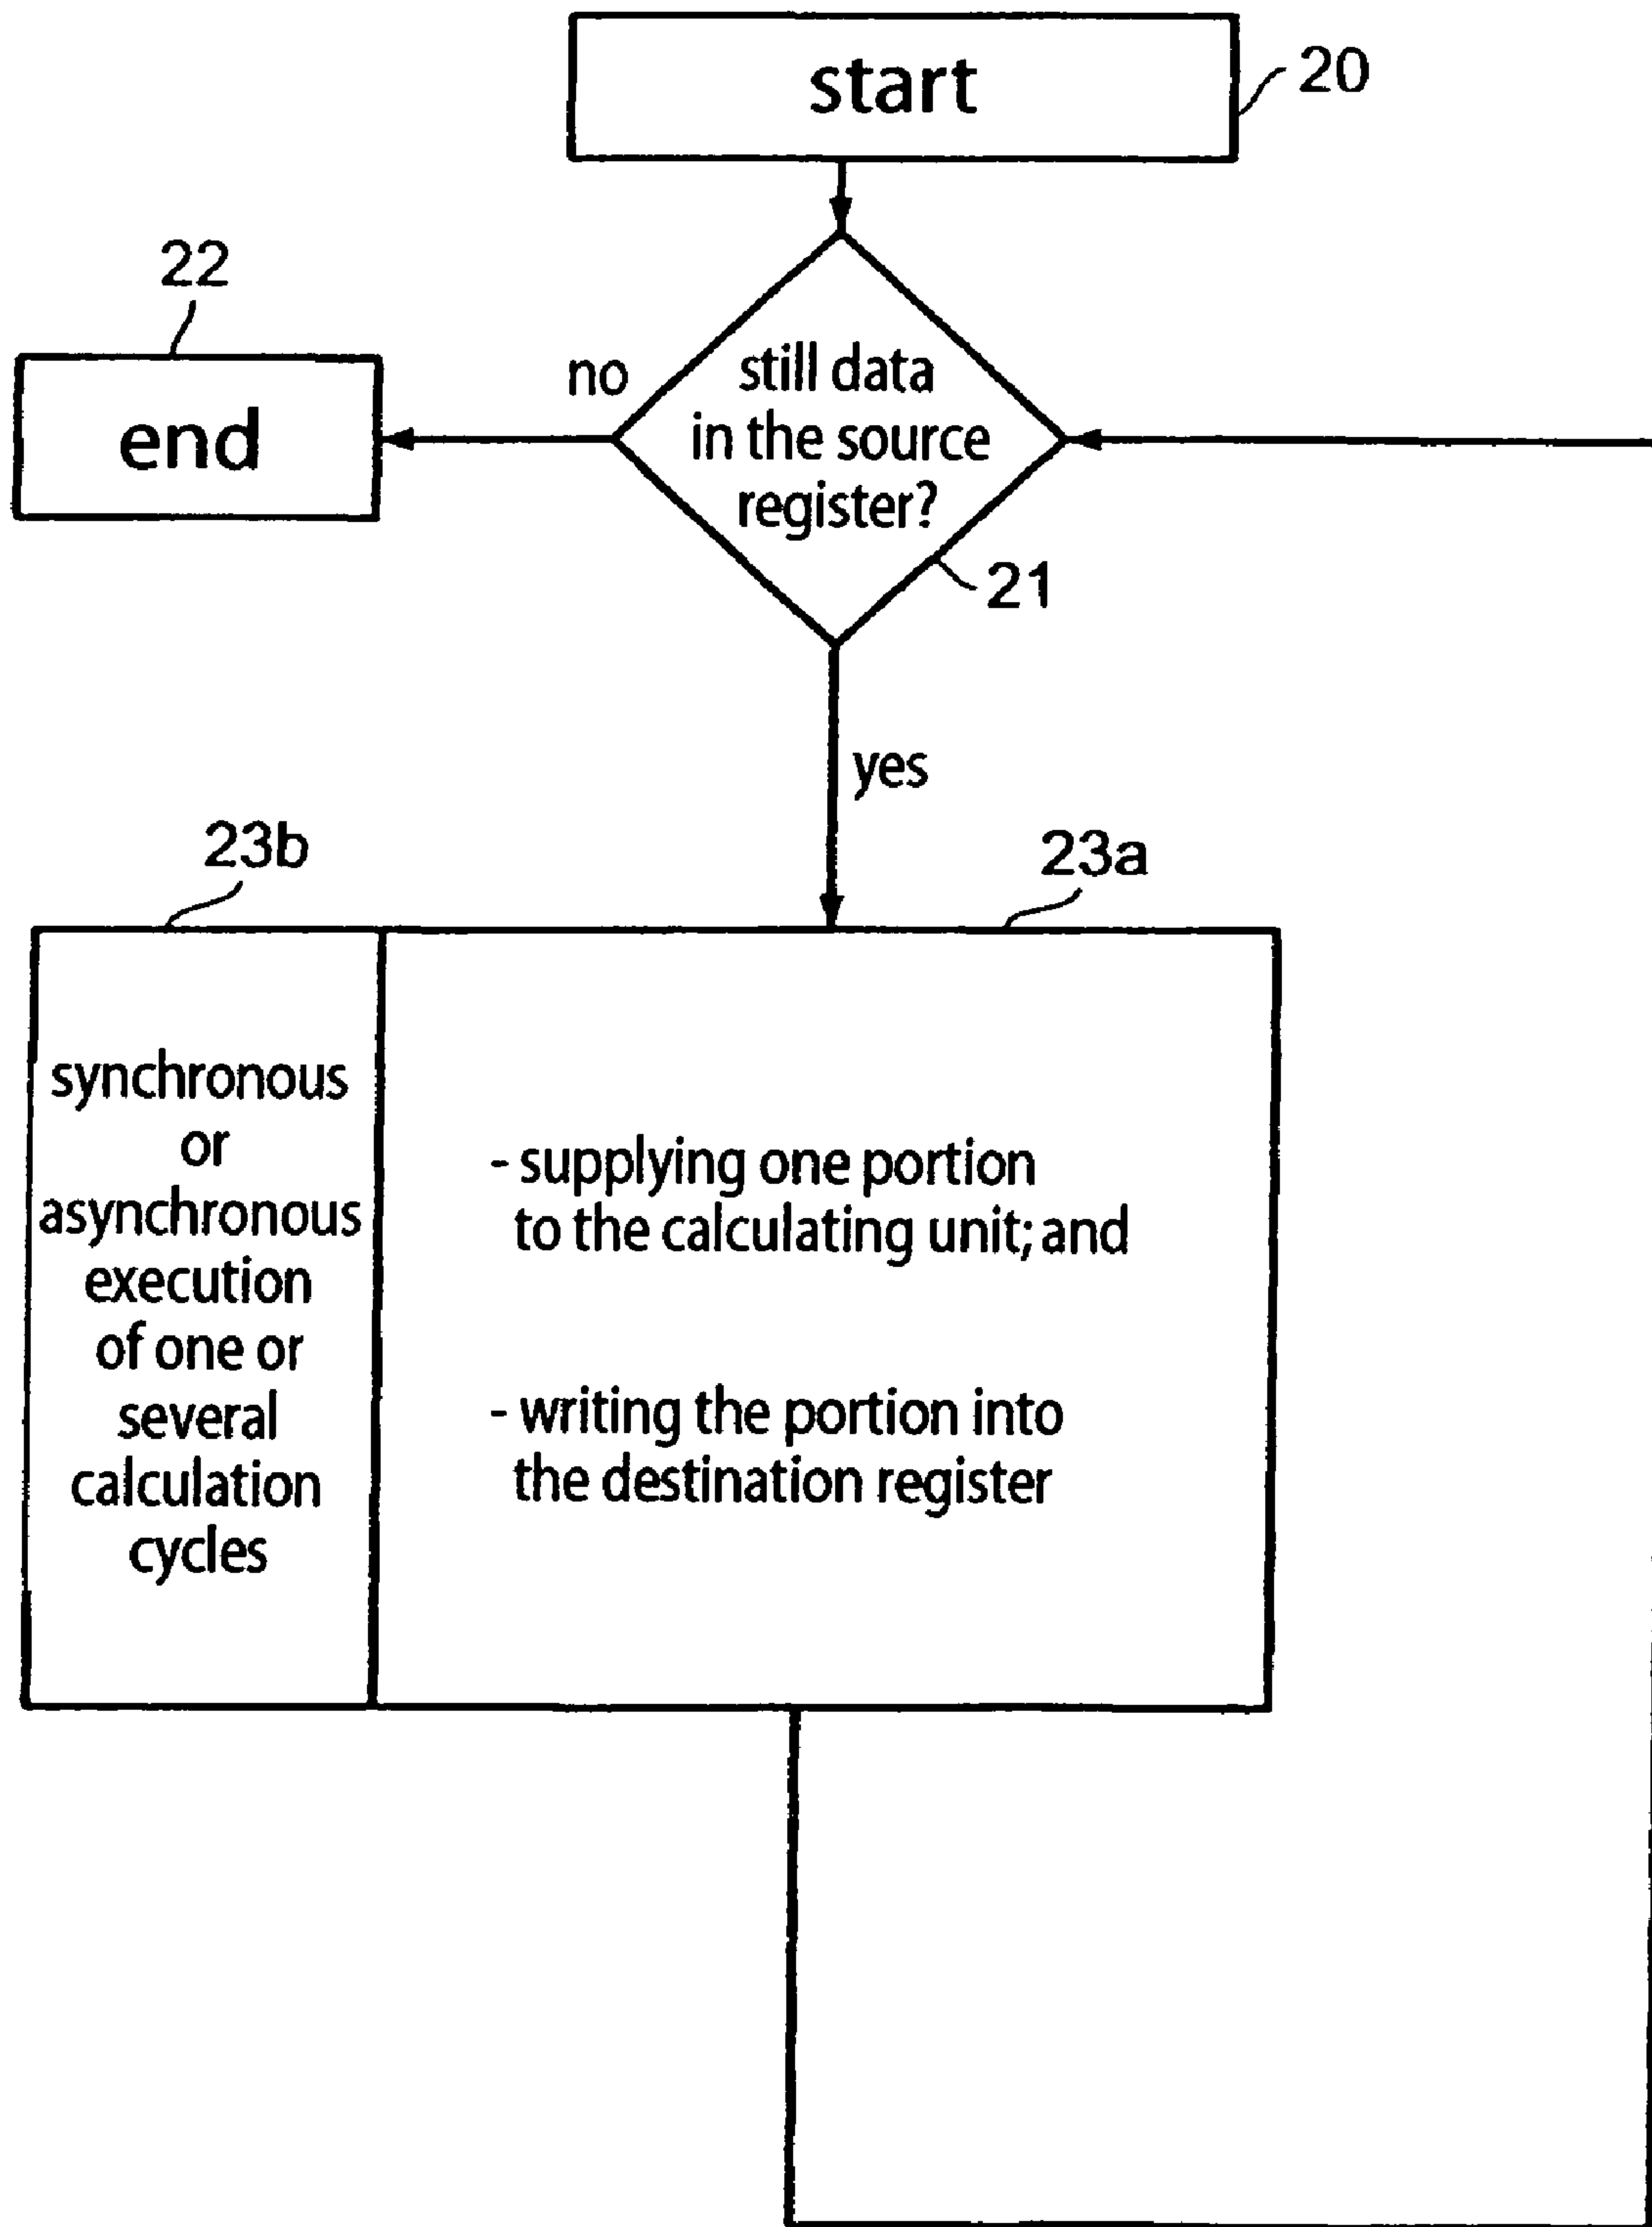 start
20
22
no
still data
in the source
register?
end
21
yes
23b
23a
synchronous
or
asynchronous
execution
of one or
several
calculation
cycles
- supplying one portion
to the calculating unit; and
- writing the portion into
the destination register